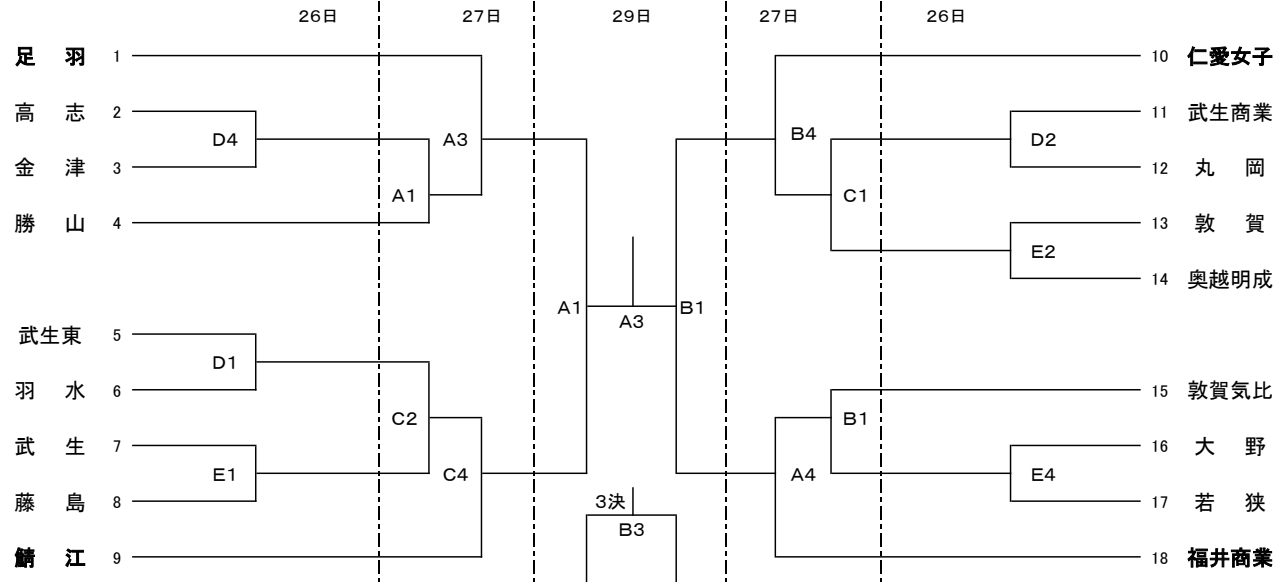 26日 27日 29日 27日 26日
足 羽 1
高 志 2
金 津 3
勝 山 4
武生東 5
羽 水 6
武 生 7
藤 島 8
鯖 江 9
D4
A3
A1
D1
C2
E1
C4
A1
A3
B1
3決
B3
B4
D2
C1
E2
B1
A4
E4
10 仁愛女子
11 武生商業
12 丸 岡
13 敦 賀
14 奥越明成
15 敦賀気比
16 大 野
17 若 狭
18 福井商業